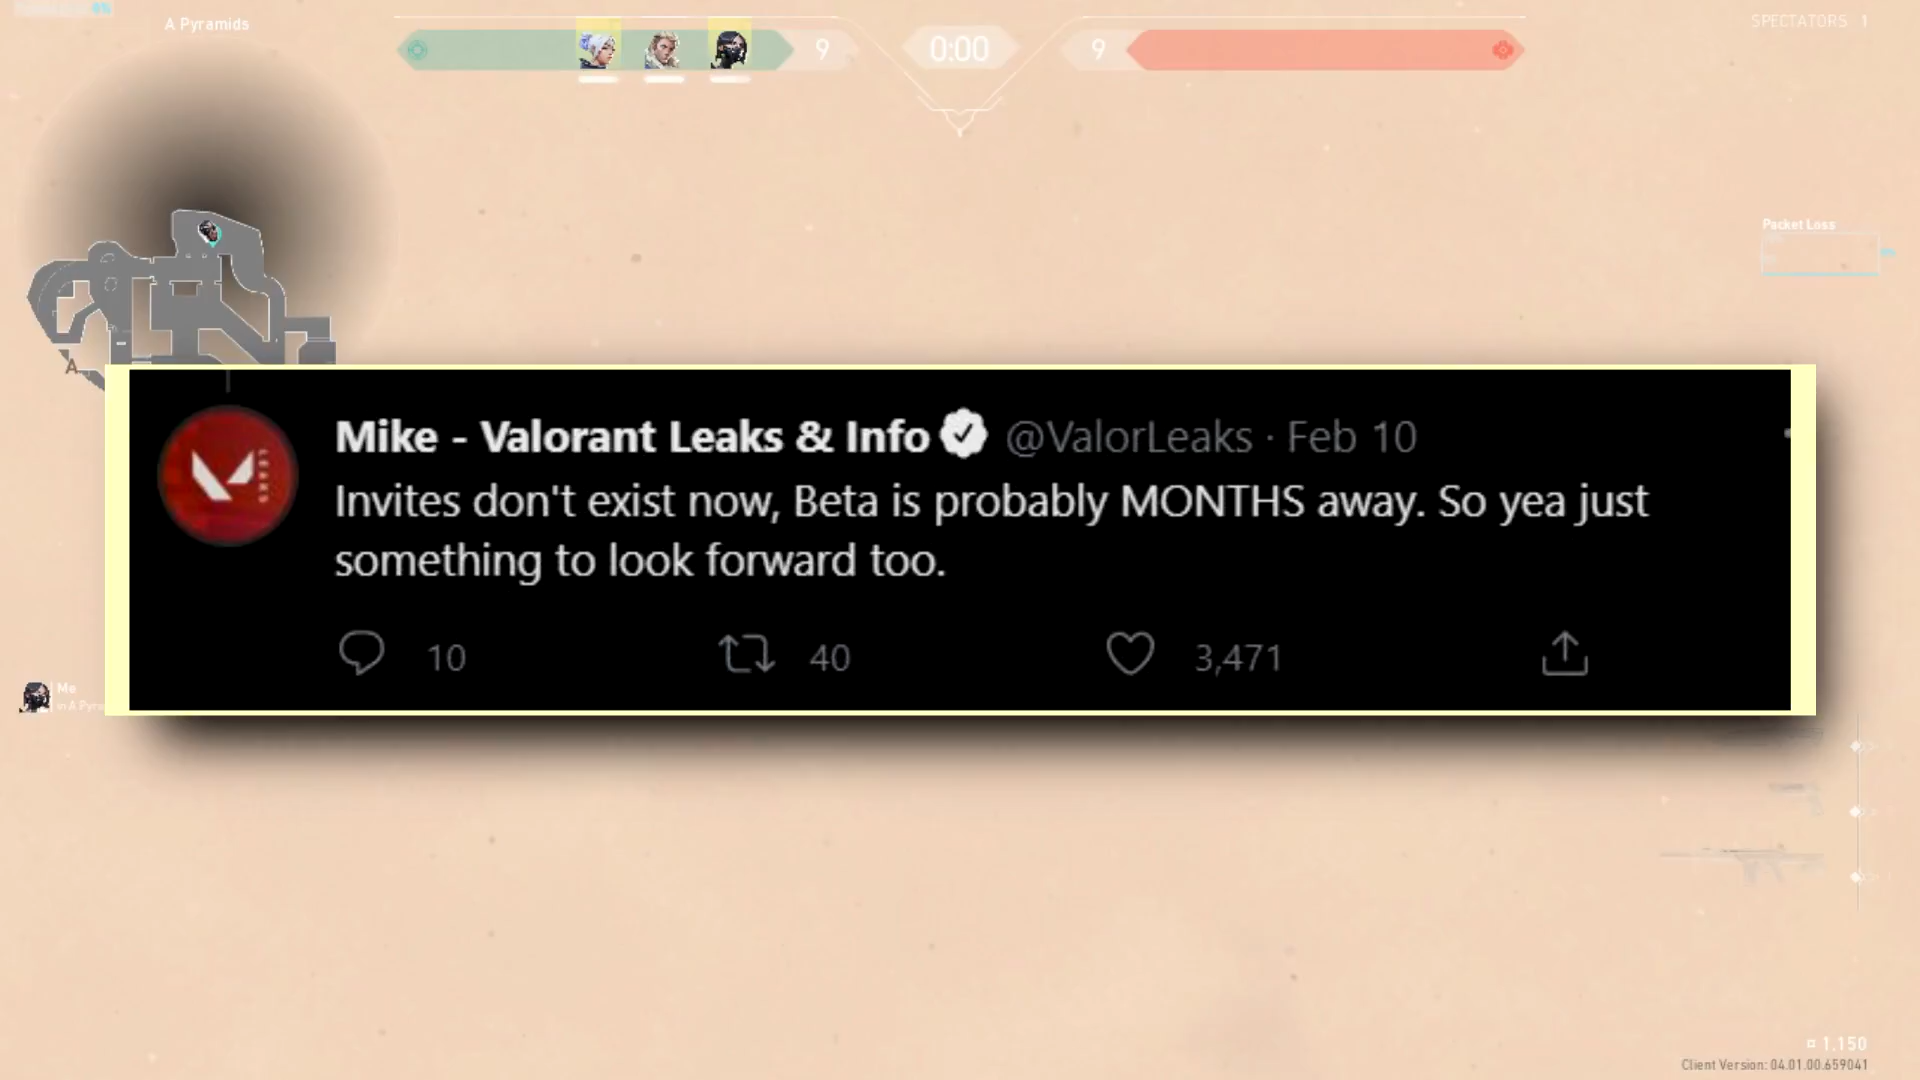 A Pyramids
9
0:00
9
SPECTATORS 1
Packet Loss
A
Mike - Valorant Leaks & Info @ValorLeaks · Feb 10
Invites don't exist now, Beta is probably MONTHS away. So yea just
something to look forward too.
10 40 3,471
Me
in A Pyra
¤ 1,150
Client Version: 04.01.00.659041